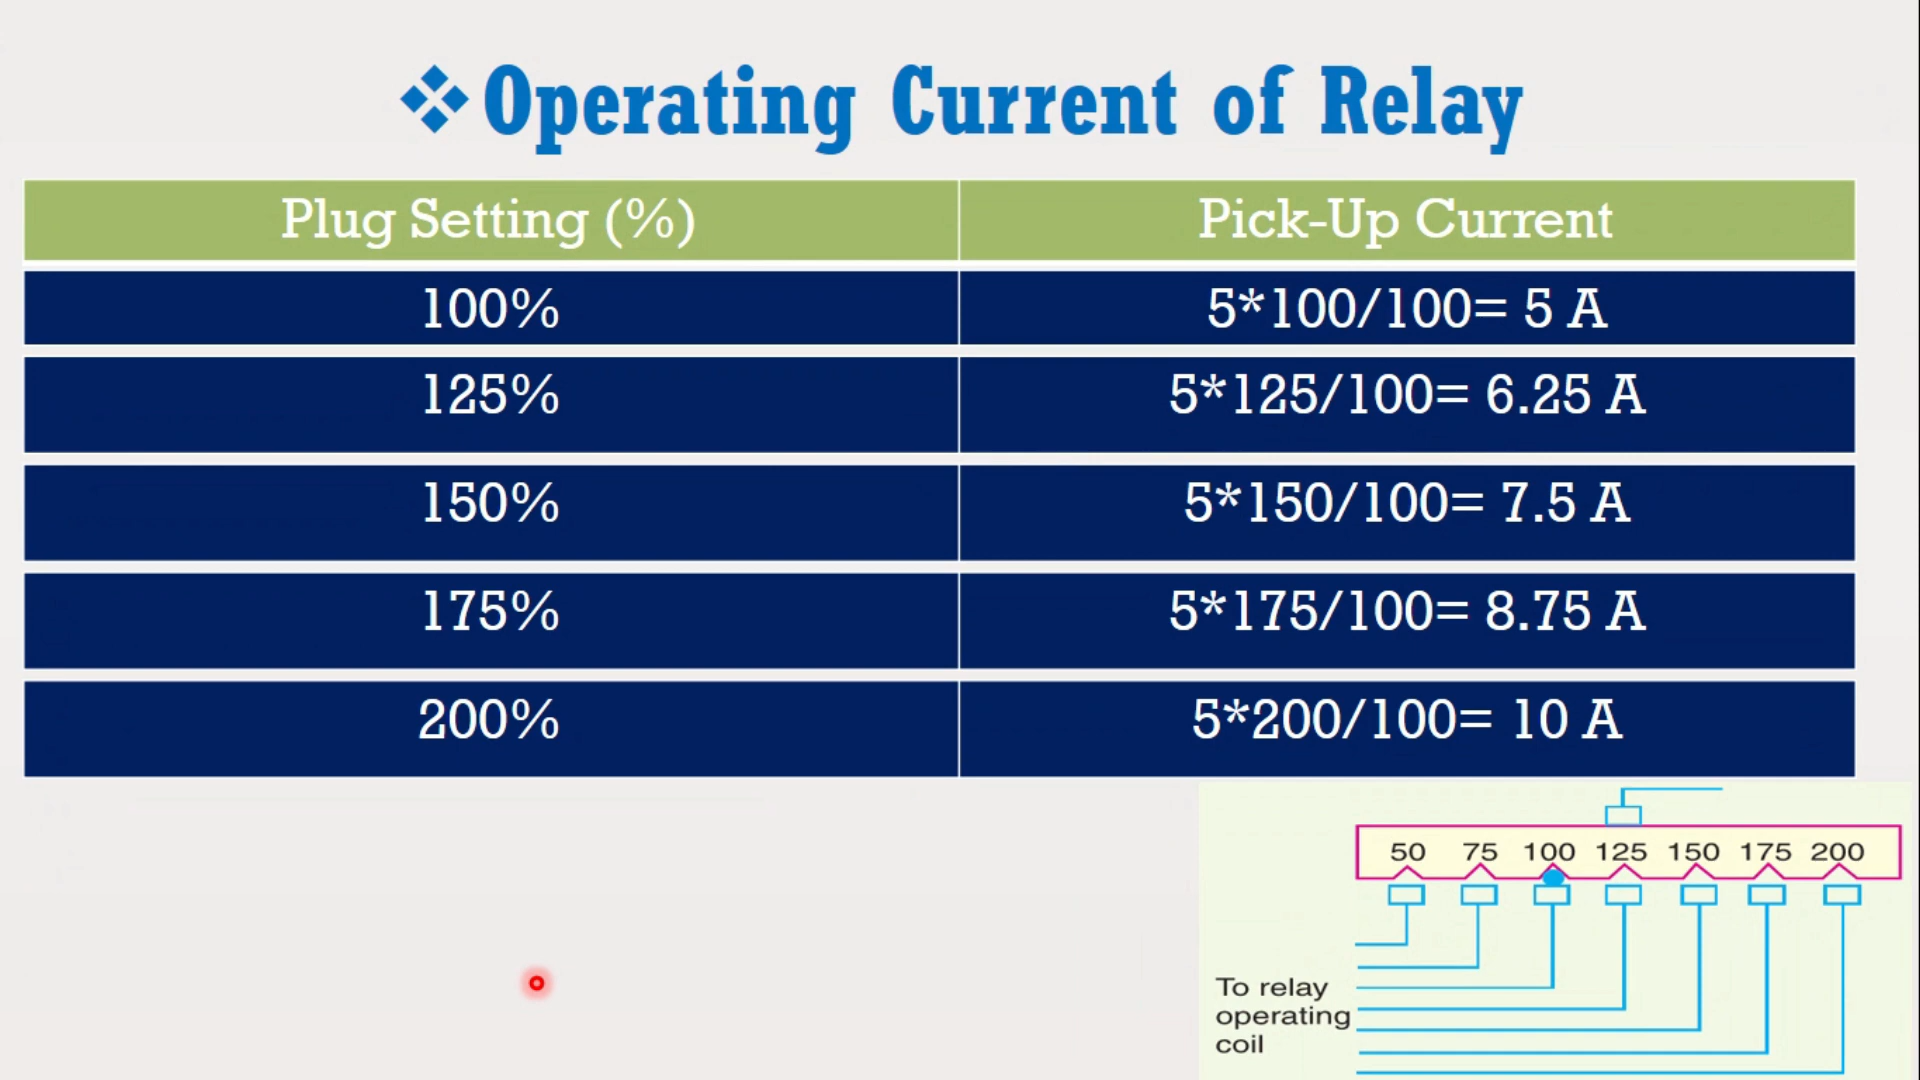 ❖Operating Current of Relay
Plug Setting (%) Pick-Up Current
100% 5*100/100= 5 A
125% 5*125/100= 6.25 A
150% 5*150/100= 7.5 A
175% 5*175/100= 8.75 A
200% 5*200/100= 10 A
50 75 100 125 150 175 200
To relay
operating
coil